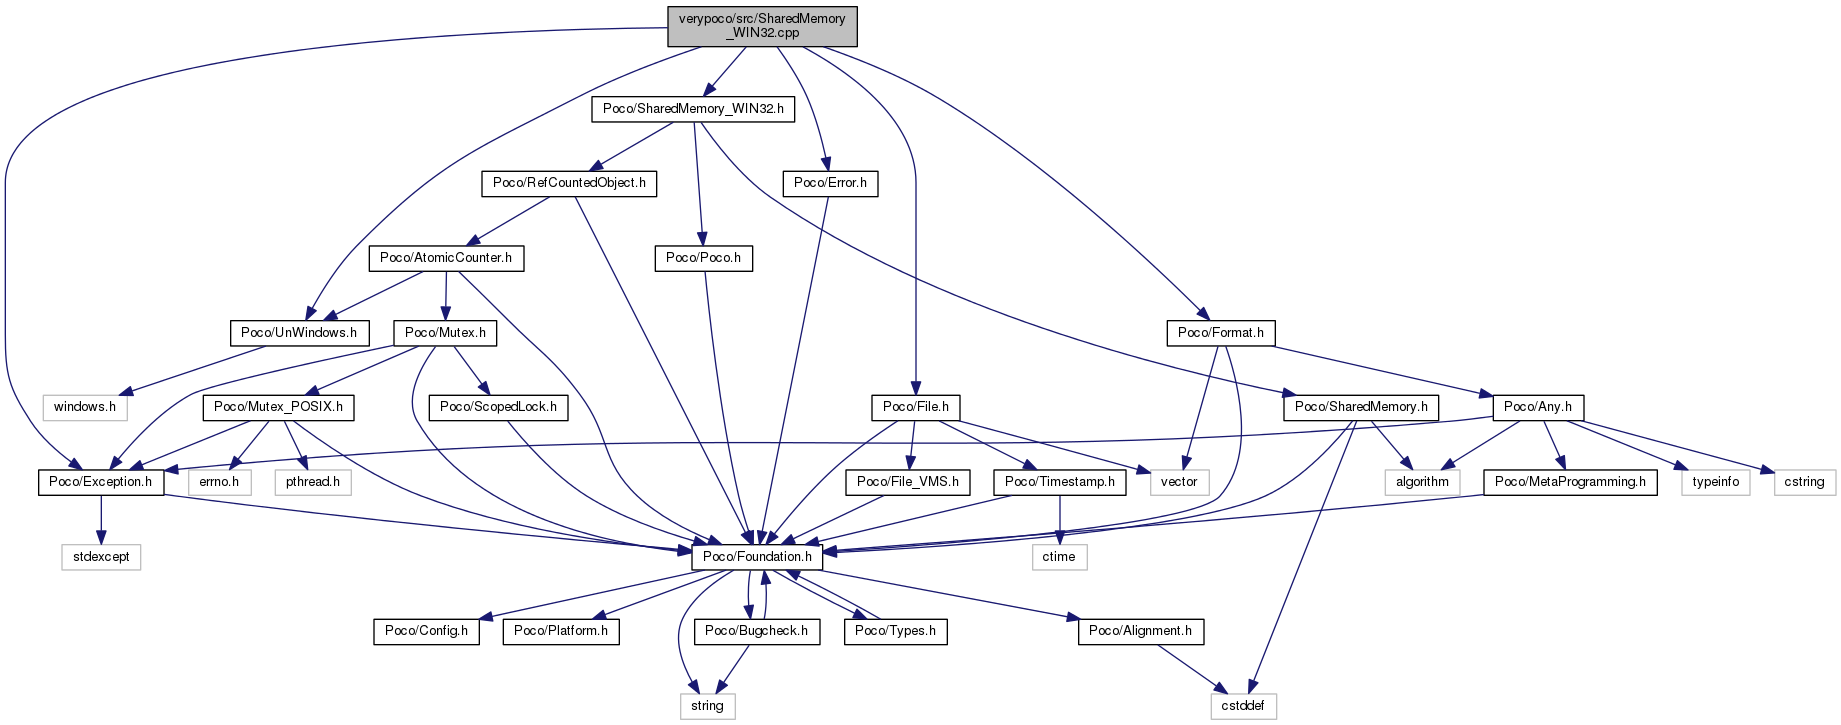 verypoco/src/SharedMemory
_WIN32.cpp
Poco/SharedMemory_WIN32.h
Poco/RefCountedObject.h
Poco/Error.h
Poco/AtomicCounter.h
Poco/Poco.h
Poco/UnWindows.h
Poco/Mutex.h
Poco/Format.h
windows.h
Poco/Mutex_POSIX.h
Poco/ScopedLock.h
Poco/File.h
Poco/SharedMemory.h
Poco/Any.h
Poco/Exception.h
errno.h
pthread.h
Poco/File_VMS.h
Poco/Timestamp.h
vector
algorithm
Poco/MetaProgramming.h
typeinfo
cstring
stdexcept
Poco/Foundation.h
ctime
Poco/Config.h
Poco/Platform.h
Poco/Bugcheck.h
Poco/Types.h
Poco/Alignment.h
string
cstddef